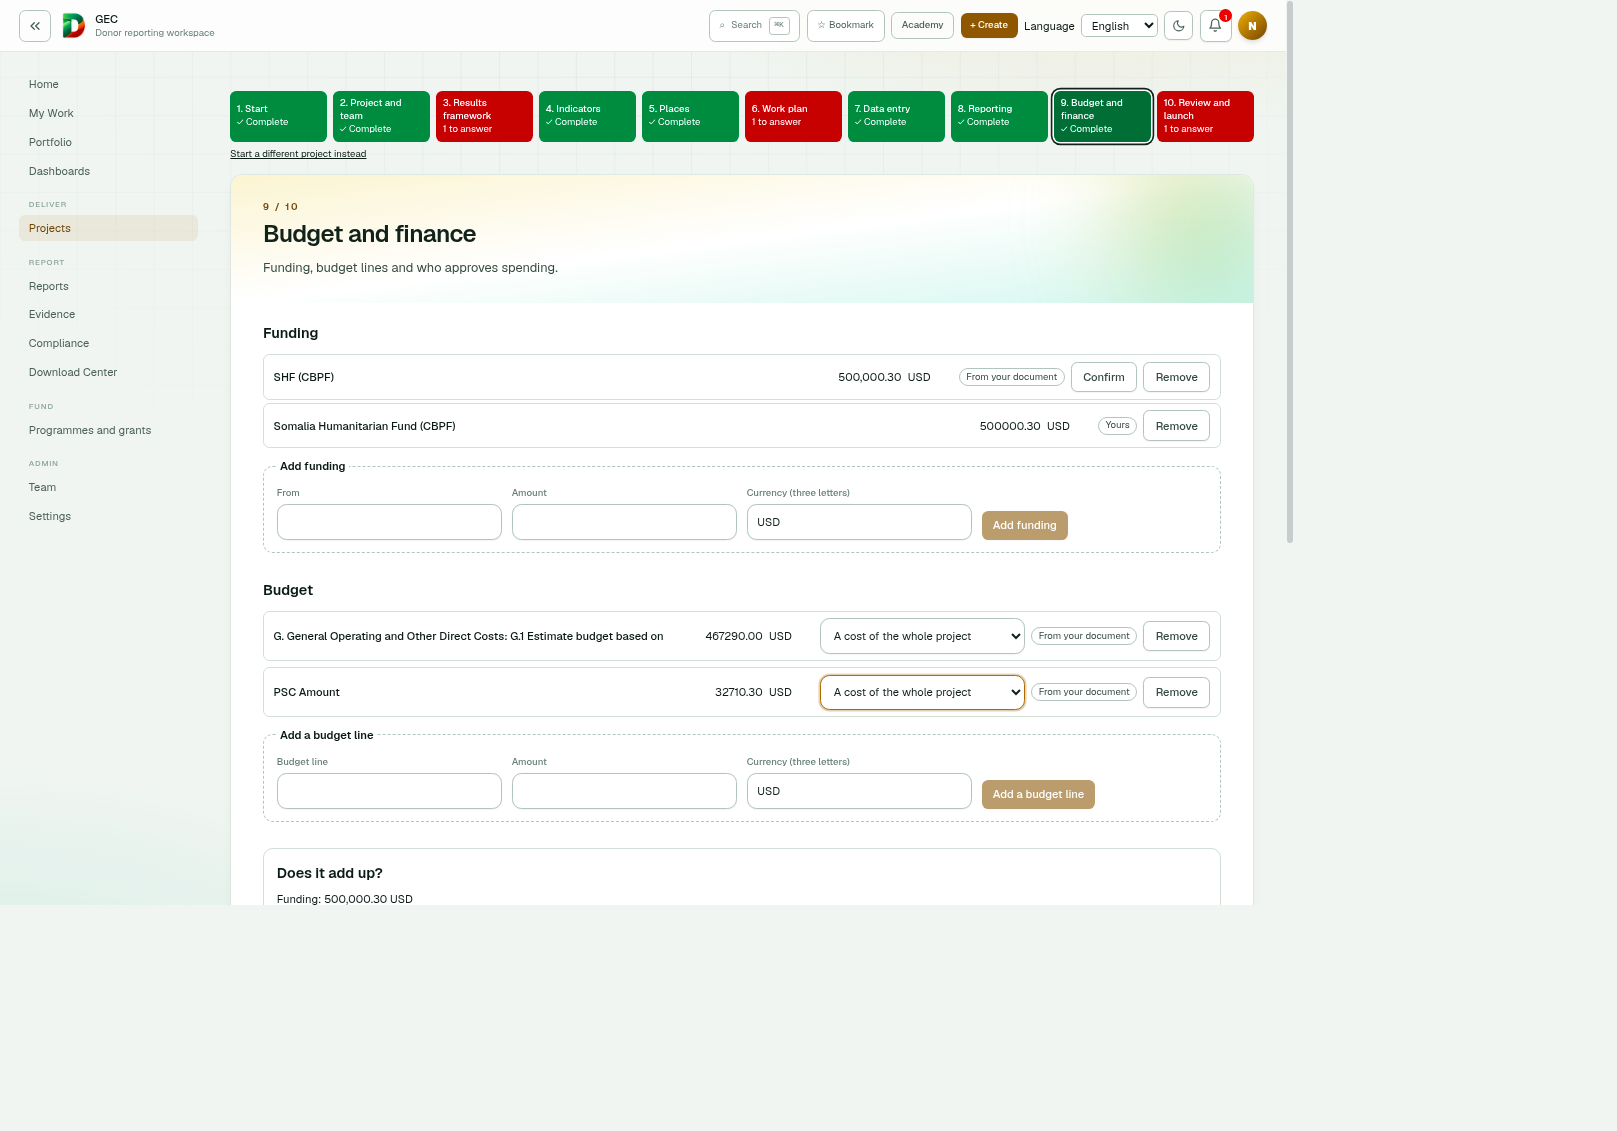 GEC
Donor reporting workspace
Search ⌘K
☆ Bookmark
Academy
+ Create
Language
English
1
N
Home
My Work
Portfolio
Dashboards
DELIVER
Projects
REPORT
Reports
Evidence
Compliance
Download Center
FUND
Programmes and grants
ADMIN
Team
Settings
1. Start
✓ Complete
2. Project and team
✓ Complete
3. Results framework
1 to answer
4. Indicators
✓ Complete
5. Places
✓ Complete
6. Work plan
1 to answer
7. Data entry
✓ Complete
8. Reporting
✓ Complete
9. Budget and finance
✓ Complete
10. Review and launch
1 to answer
Start a different project instead
9 / 10
Budget and finance
Funding, budget lines and who approves spending.
Funding
SHF (CBPF) 500,000.30 USD From your document Confirm Remove
Somalia Humanitarian Fund (CBPF) 500000.30 USD Yours Remove
Add funding
From Amount Currency (three letters)
USD Add funding
Budget
G. General Operating and Other Direct Costs: G.1 Estimate budget based on 467290.00 USD A cost of the whole project From your document Remove
PSC Amount 32710.30 USD A cost of the whole project From your document Remove
Add a budget line
Budget line Amount Currency (three letters)
USD Add a budget line
Does it add up?
Funding: 500,000.30 USD